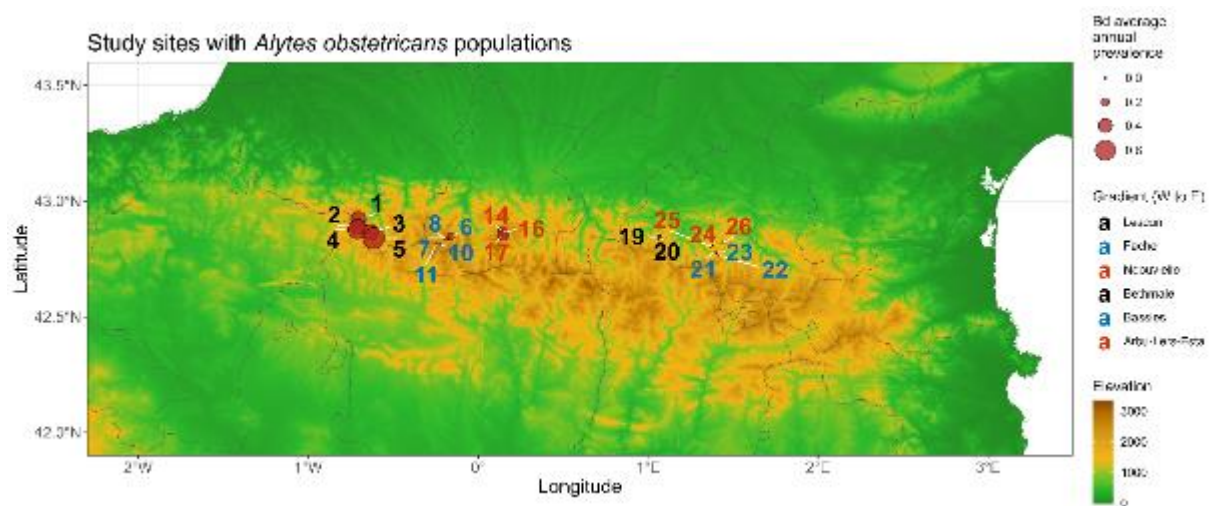 Study sites with Alytes obstetricans populations
43.5°N
43.0°N
42.5°N
42.0°N
Latitude
2°W
1°W
0°
1°E
2°E
3°E
Longitude
1
2
3
4
5
8
6
7
10
11
14
16
17
25
26
19
24
20
23
21
22
Bd average
annual
prevalence
0.0
0.2
0.4
0.6
Gradient (W to E)
a Lescun
a
a
a Bethmale
a Bassies
a
Elevation
3000
2000
1000
0